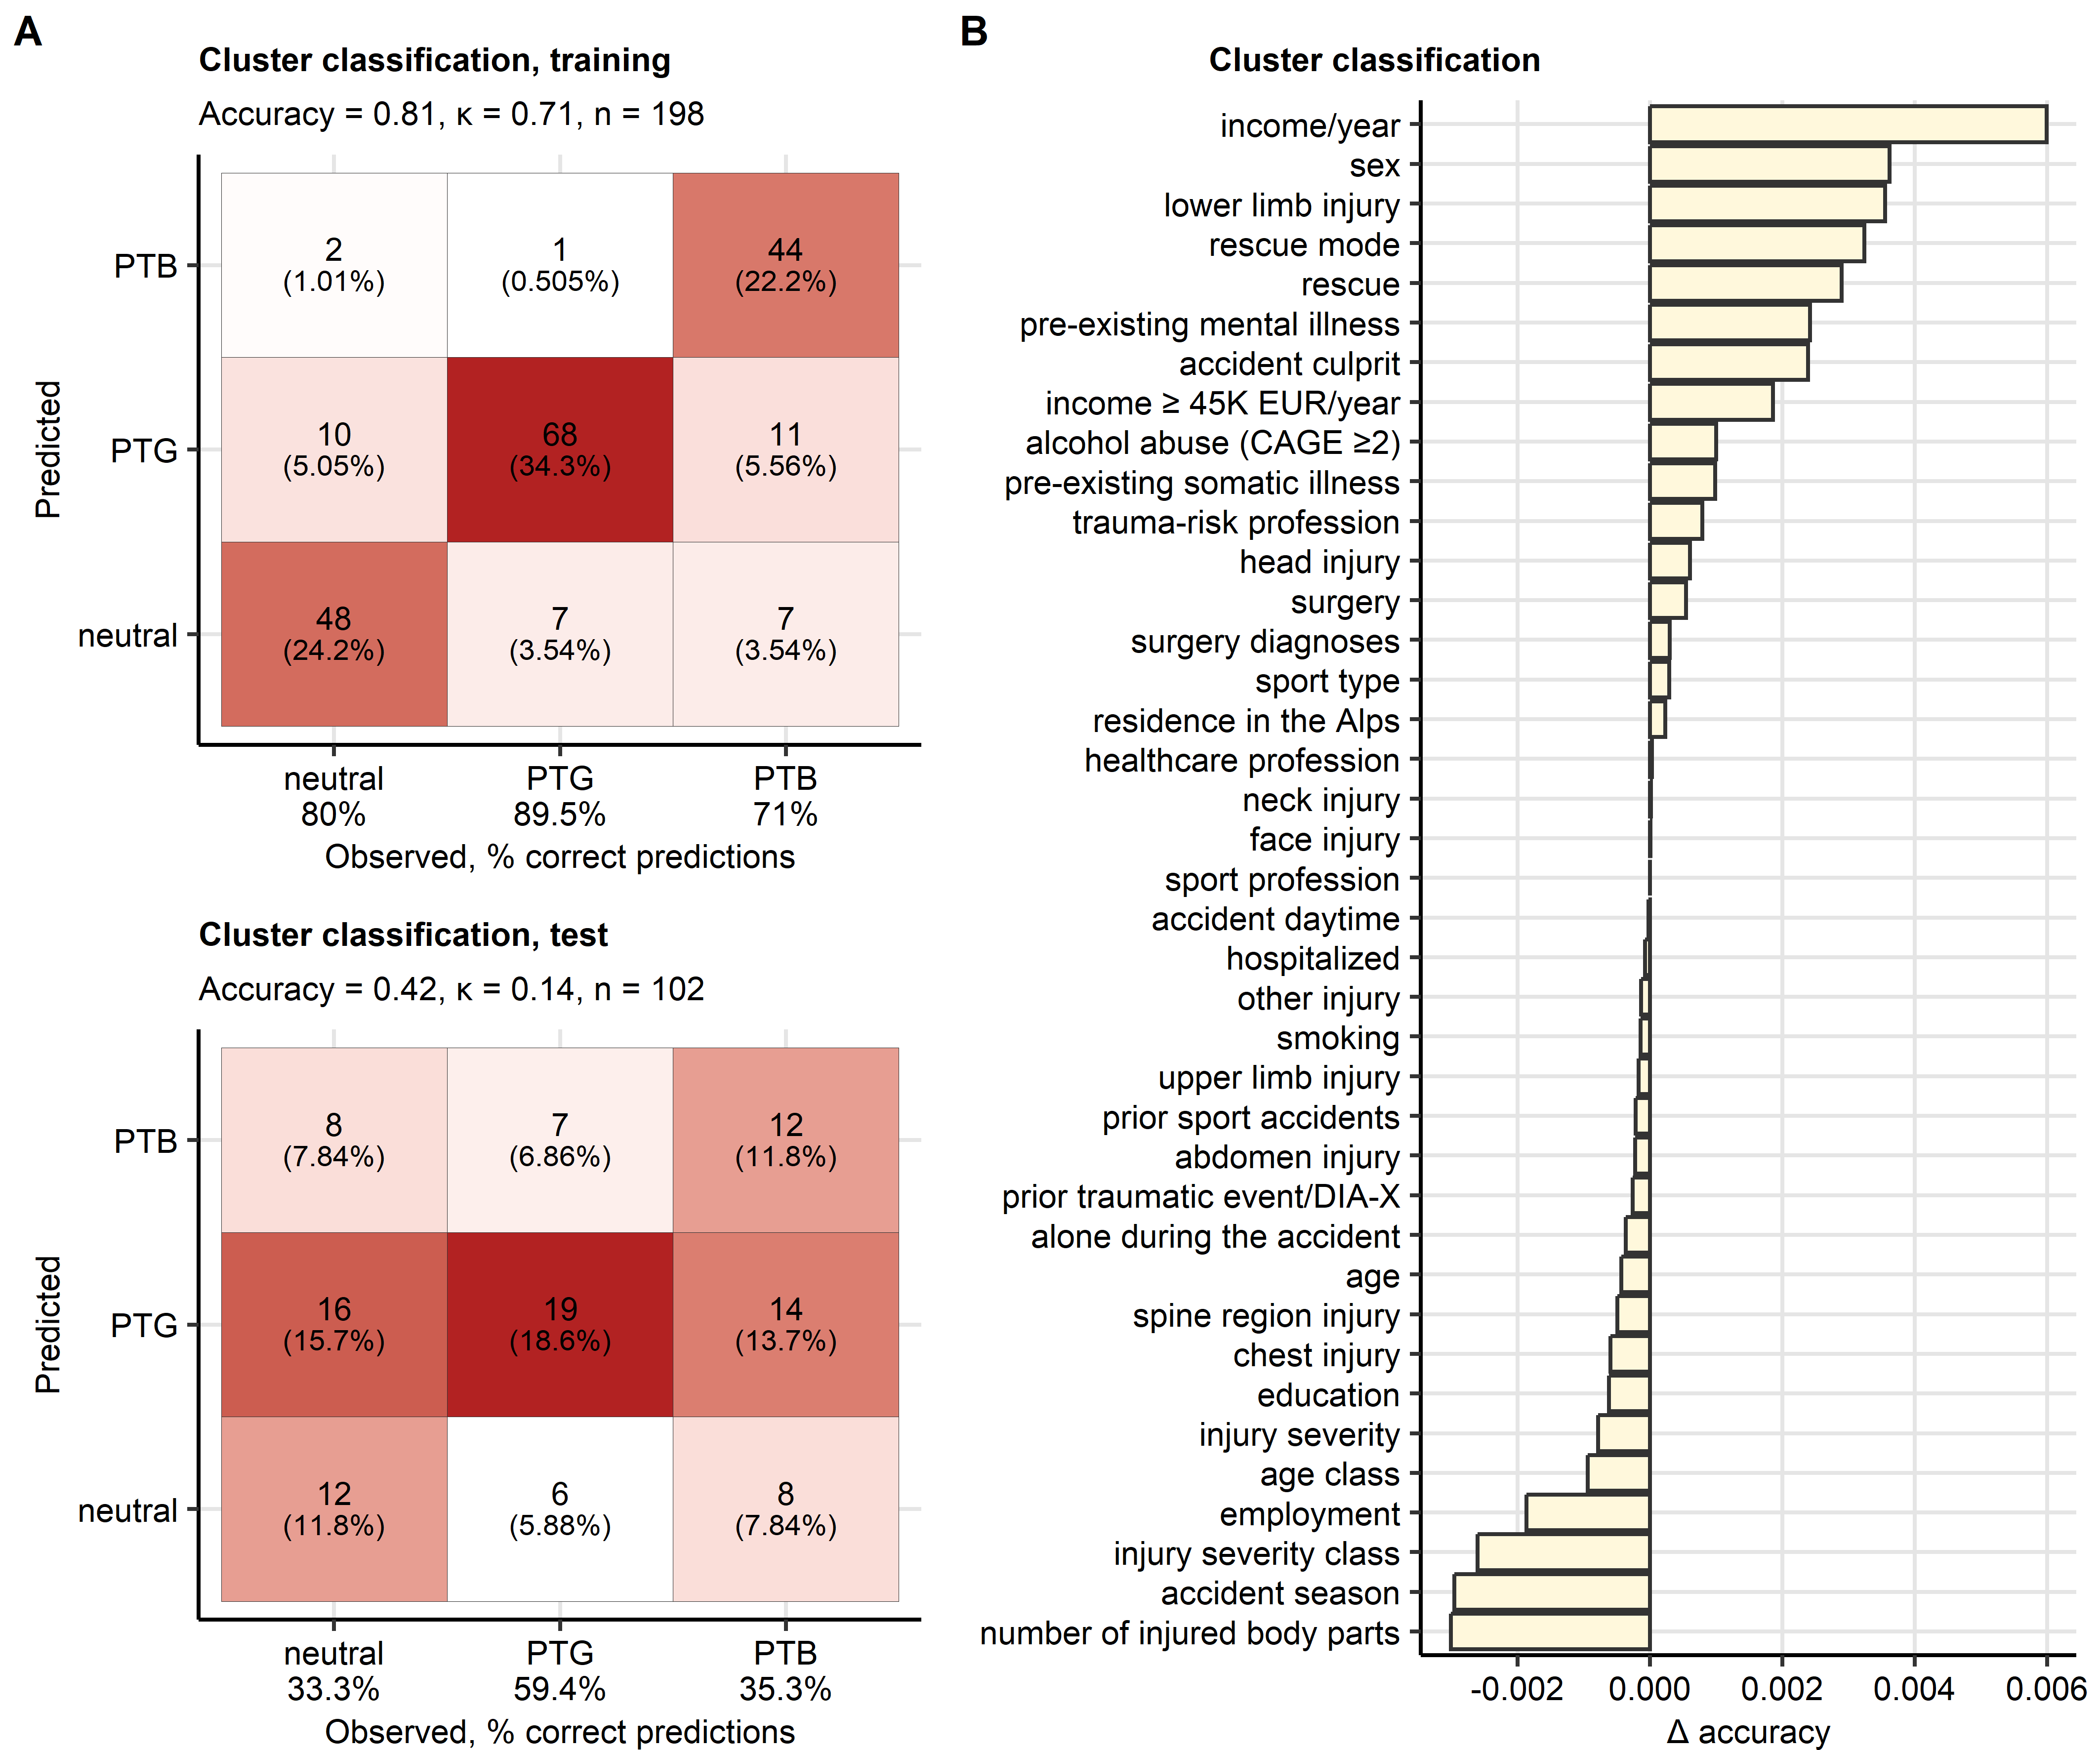 A
Cluster classification, training
Accuracy = 0.81, κ = 0.71, n = 198
Predicted
PTB
2
(1.01%)
1
(0.505%)
44
(22.2%)
PTG
10
(5.05%)
68
(34.3%)
11
(5.56%)
neutral
48
(24.2%)
7
(3.54%)
7
(3.54%)
neutral
80%
PTG
89.5%
PTB
71%
Observed, % correct predictions
Cluster classification, test
Accuracy = 0.42, κ = 0.14, n = 102
Predicted
PTB
8
(7.84%)
7
(6.86%)
12
(11.8%)
PTG
16
(15.7%)
19
(18.6%)
14
(13.7%)
neutral
12
(11.8%)
6
(5.88%)
8
(7.84%)
neutral
33.3%
PTG
59.4%
PTB
35.3%
Observed, % correct predictions
B
Cluster classification
income/year
sex
lower limb injury
rescue mode
rescue
pre-existing mental illness
accident culprit
income ≥ 45K EUR/year
alcohol abuse (CAGE ≥2)
pre-existing somatic illness
trauma-risk profession
head injury
surgery
surgery diagnoses
sport type
residence in the Alps
healthcare profession
neck injury
face injury
sport profession
accident daytime
hospitalized
other injury
smoking
upper limb injury
prior sport accidents
abdomen injury
prior traumatic event/DIA-X
alone during the accident
age
spine region injury
chest injury
education
injury severity
age class
employment
injury severity class
accident season
number of injured body parts
-0.002 0.000 0.002 0.004 0.006
Δ accuracy